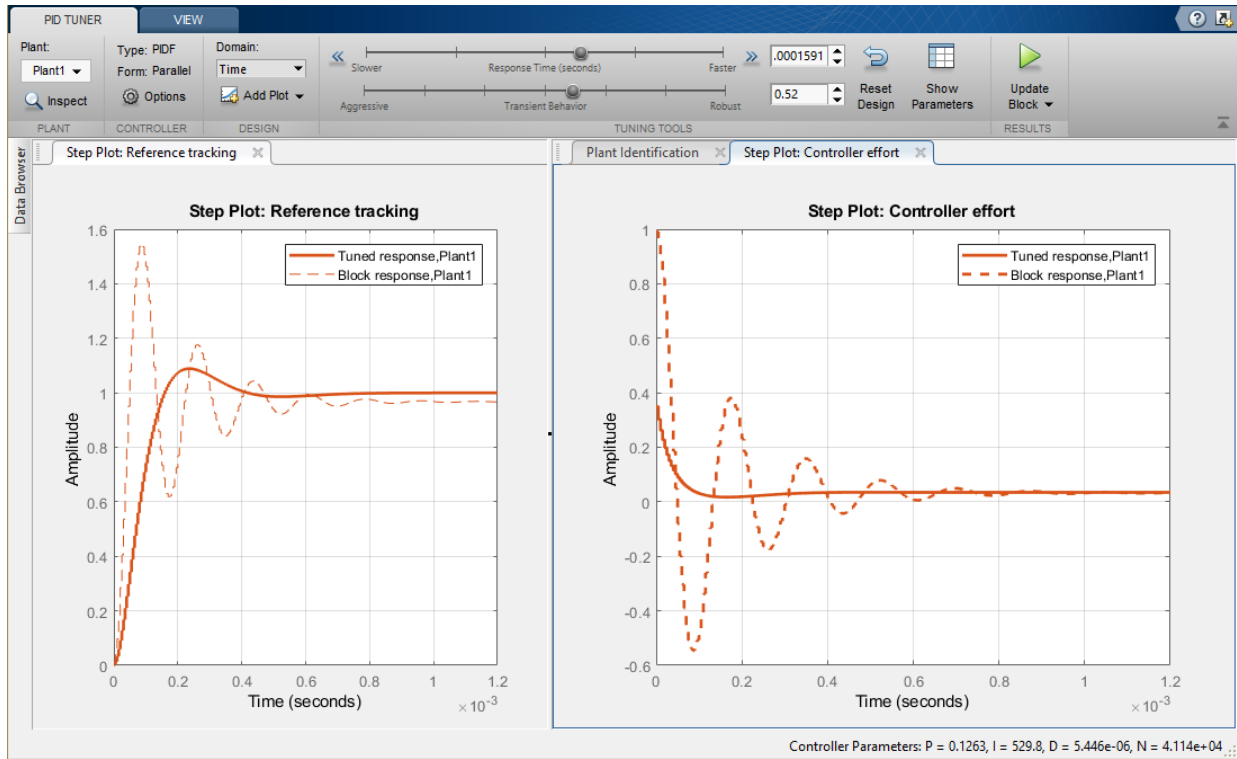 PID TUNER
VIEW
?
Plant:
Plant1
Inspect
PLANT
Type: PIDF
Form: Parallel
Options
CONTROLLER
Domain:
Time
Add Plot
DESIGN
Slower
Response Time (seconds)
Faster
.0001591
Aggressive
Transient Behavior
Robust
0.52
Reset
Design
Show
Parameters
TUNING TOOLS
Update
Block
RESULTS
Data Browser
Step Plot: Reference tracking
Step Plot: Reference tracking
Tuned response,Plant1
Block response,Plant1
Amplitude
1.6
1.4
1.2
1
0.8
0.6
0.4
0.2
0
0 0.2 0.4 0.6 0.8 1 1.2
Time (seconds)
×10⁻³
Plant Identification
Step Plot: Controller effort
Step Plot: Controller effort
Tuned response,Plant1
Block response,Plant1
Amplitude
1
0.8
0.6
0.4
0.2
0
-0.2
-0.4
-0.6
0 0.2 0.4 0.6 0.8 1 1.2
Time (seconds)
×10⁻³
Controller Parameters: P = 0.1263, I = 529.8, D = 5.446e-06, N = 4.114e+04